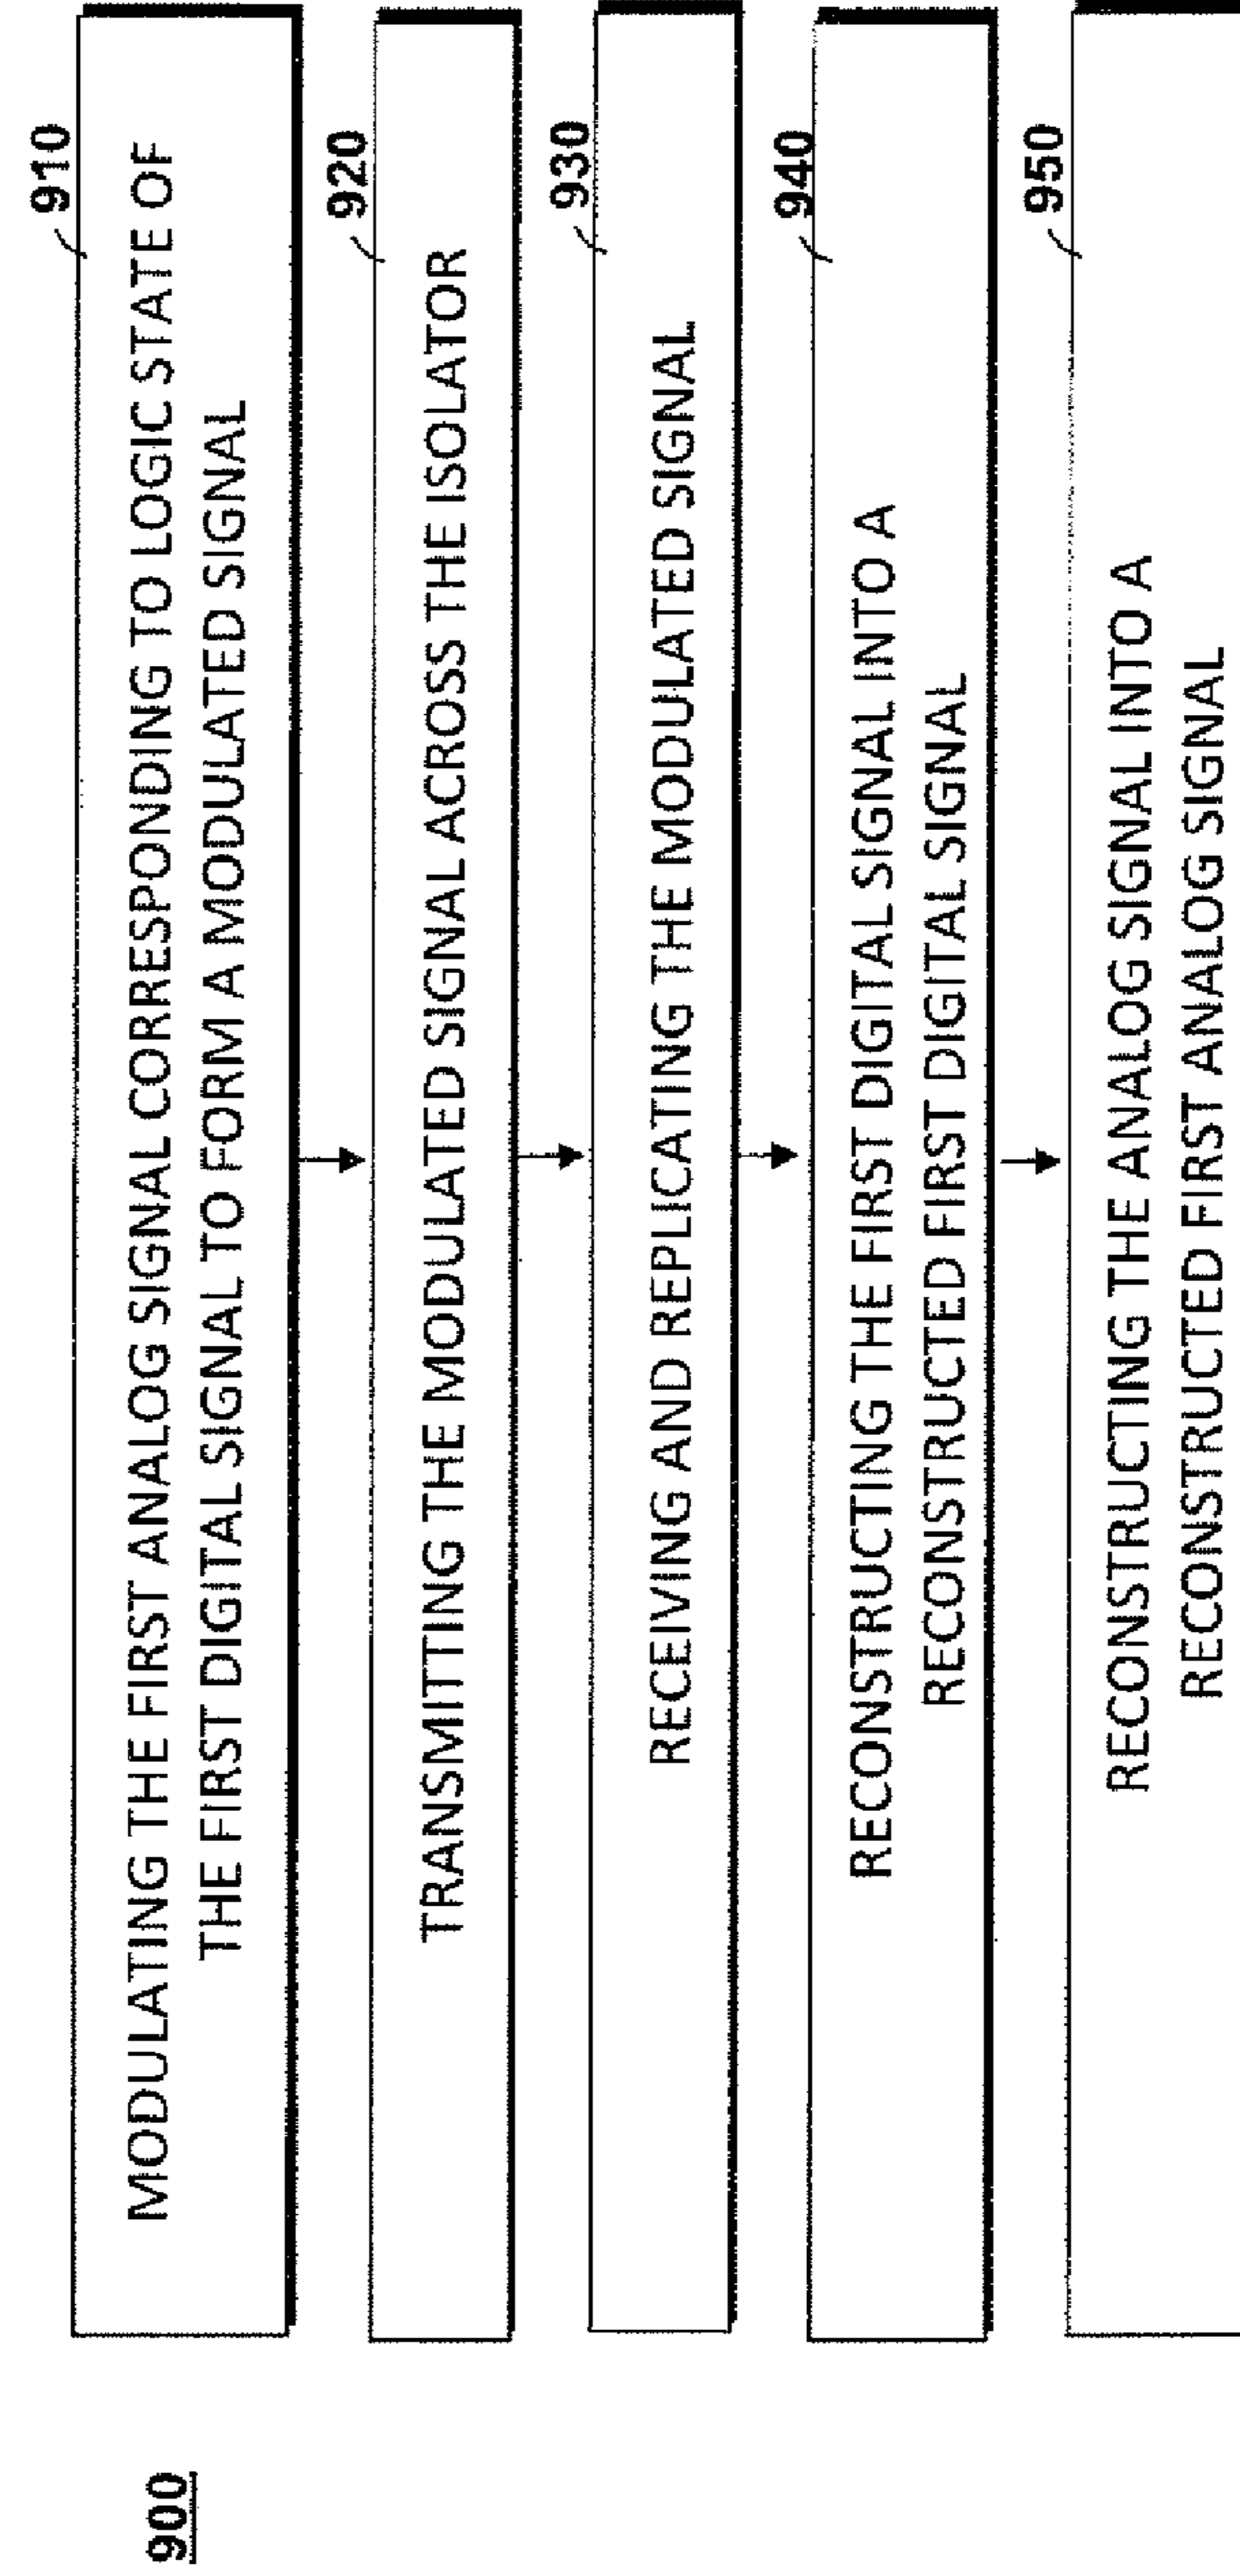 900
910
MODULATING THE FIRST ANALOG SIGNAL CORRESPONDING TO LOGIC STATE OF
THE FIRST DIGITAL SIGNAL TO FORM A MODULATED SIGNAL
920
TRANSMITTING THE MODULATED SIGNAL ACROSS THE ISOLATOR
930
RECEIVING AND REPLICATING THE MODULATED SIGNAL
940
RECONSTRUCTING THE FIRST DIGITAL SIGNAL INTO A
RECONSTRUCTED FIRST DIGITAL SIGNAL
950
RECONSTRUCTING THE ANALOG SIGNAL INTO A
RECONSTRUCTED FIRST ANALOG SIGNAL